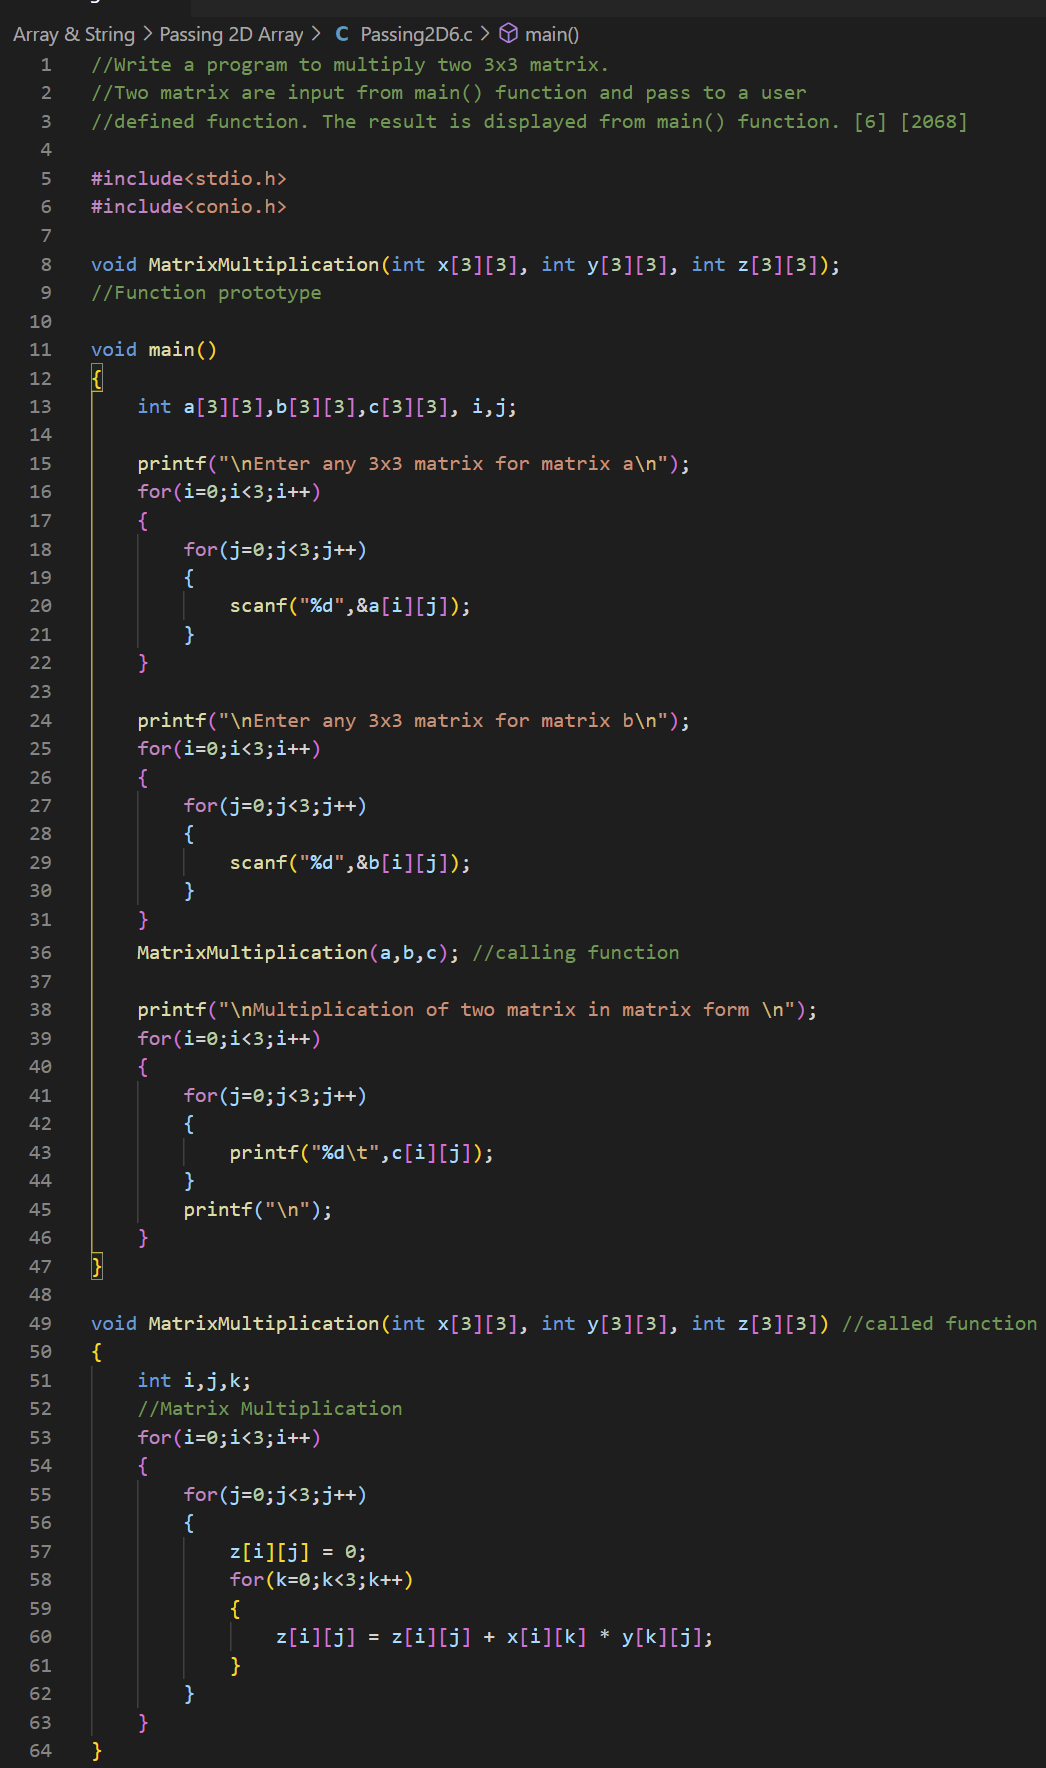 Array & String > Passing 2D Array > C Passing2D6.c > main()
1 //Write a program to multiply two 3x3 matrix.
2 //Two matrix are input from main() function and pass to a user
3 //defined function. The result is displayed from main() function. [6] [2068]
4
5 #include<stdio.h>
6 #include<conio.h>
7
8 void MatrixMultiplication(int x[3][3], int y[3][3], int z[3][3]);
9 //Function prototype
10
11 void main()
12 {
13     int a[3][3],b[3][3],c[3][3], i,j;
14
15     printf("\nEnter any 3x3 matrix for matrix a\n");
16     for(i=0;i<3;i++)
17     {
18         for(j=0;j<3;j++)
19         {
20             scanf("%d",&a[i][j]);
21         }
22     }
23
24     printf("\nEnter any 3x3 matrix for matrix b\n");
25     for(i=0;i<3;i++)
26     {
27         for(j=0;j<3;j++)
28         {
29             scanf("%d",&b[i][j]);
30         }
31     }
36     MatrixMultiplication(a,b,c); //calling function
37
38     printf("\nMultiplication of two matrix in matrix form \n");
39     for(i=0;i<3;i++)
40     {
41         for(j=0;j<3;j++)
42         {
43             printf("%d\t",c[i][j]);
44         }
45         printf("\n");
46     }
47 }
48
49 void MatrixMultiplication(int x[3][3], int y[3][3], int z[3][3]) //called function
50 {
51     int i,j,k;
52     //Matrix Multiplication
53     for(i=0;i<3;i++)
54     {
55         for(j=0;j<3;j++)
56         {
57             z[i][j] = 0;
58             for(k=0;k<3;k++)
59             {
60                 z[i][j] = z[i][j] + x[i][k] * y[k][j];
61             }
62         }
63     }
64 }